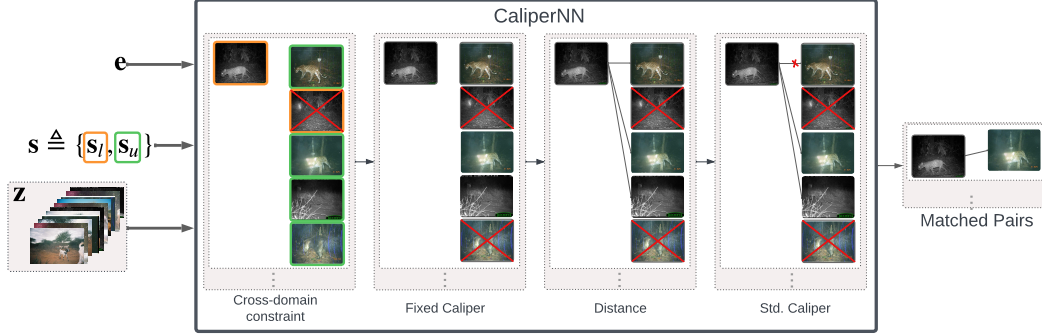 CaliperNN
e
s ≜ {s_l, s_u}
z
Cross-domain
constraint
Fixed Caliper
Distance
Std. Caliper
Matched Pairs